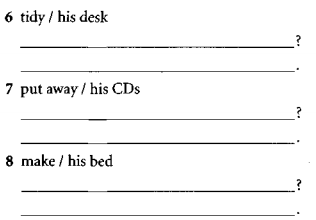 6 tidy / his desk
?
.
7 put away / his CDs
?
.
8 make / his bed
?
.